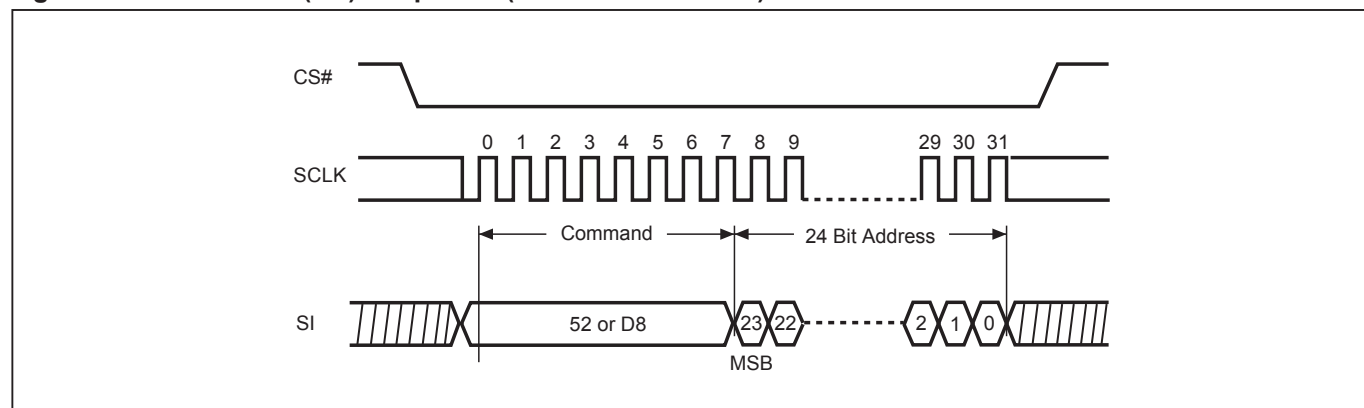 CS#
0 1 2 3 4 5 6 7 8 9 29 30 31
SCLK
Command 24 Bit Address
SI 52 or D8 23 22 2 1 0
MSB